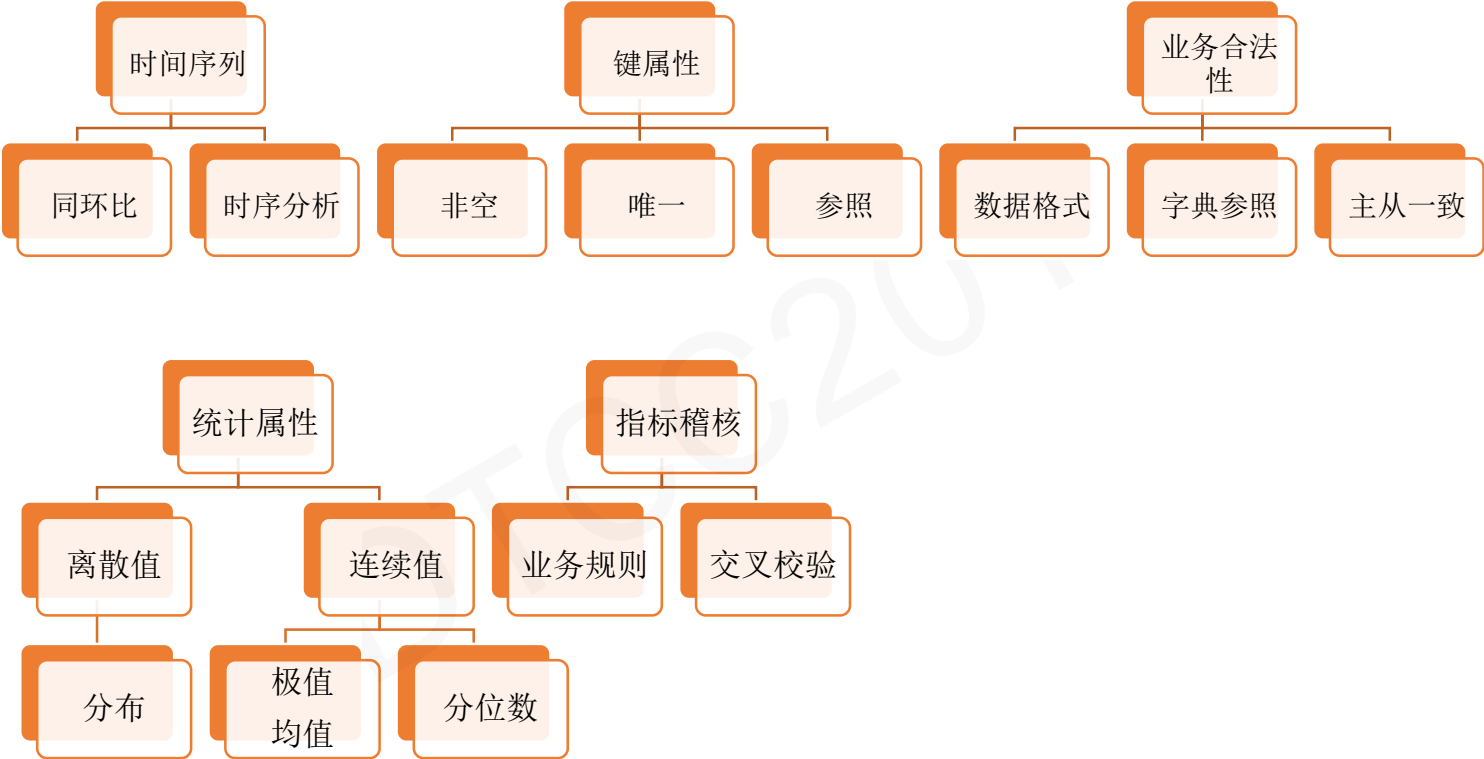 时间序列
键属性
业务合法
性
同环比
时序分析
非空
唯一
参照
数据格式
字典参照
主从一致
统计属性
指标稽核
离散值
连续值
业务规则
交叉校验
分布
极值
均值
分位数
DTCC201